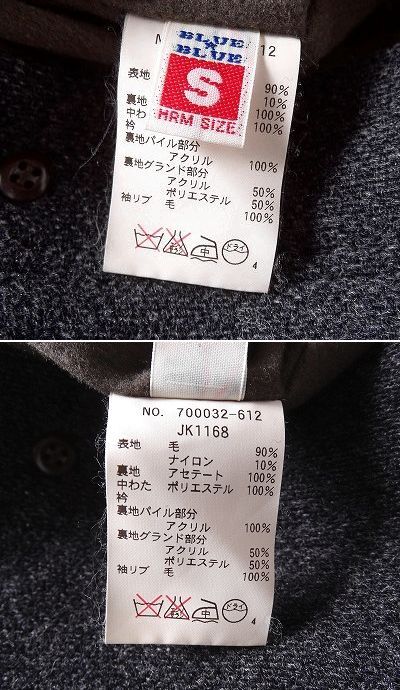 BLUE
BLUE
S
HRM SIZE
12
表地 90%
10%
裏地 100%
中わ 100%
衿
裏地パイル部分
アクリル 100%
裏地グランド部分
アクリル 50%
ポリエステル 50%
袖リブ 毛 100%
中
ドライ
4
No. 700032-612
JK1168
表地 毛 90%
ナイロン 10%
裏地 アセテート 100%
中わた ポリエステル 100%
衿
裏地パイル部分
アクリル 100%
裏地グランド部分
アクリル 50%
ポリエステル 50%
袖リブ 毛 100%
中
ドライ
4